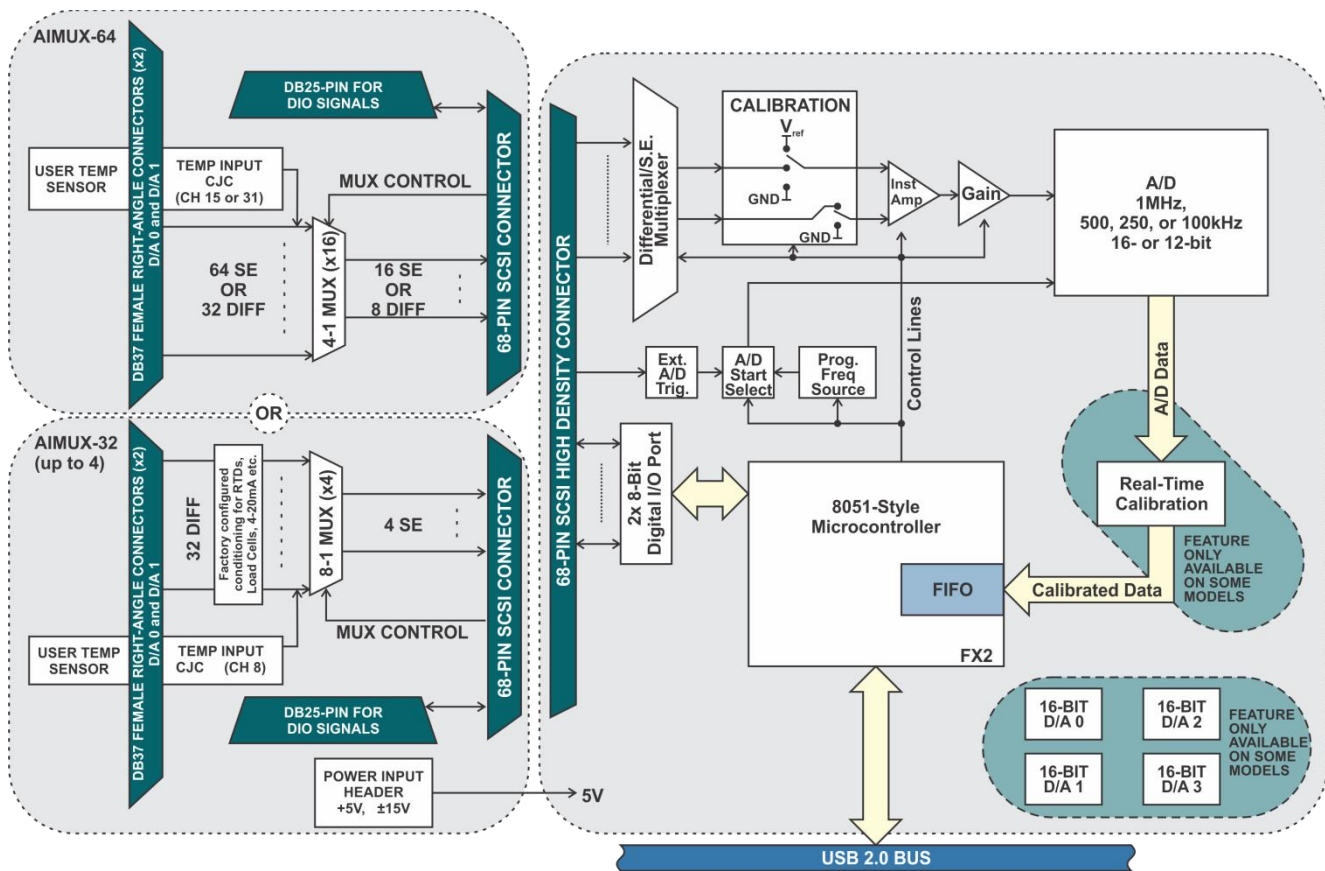 AIMUX-64
DB37 FEMALE RIGHT-ANGLE CONNECTORS (x2)
D/A 0 and D/A 1
DB25-PIN FOR
DIO SIGNALS
USER TEMP
SENSOR
TEMP INPUT
CJC
(CH 15 or 31)
MUX CONTROL
64 SE
OR
32 DIFF
4-1 MUX (x16)
16 SE
OR
8 DIFF
68-PIN SCSI CONNECTOR
OR
AIMUX-32
(up to 4)
DB37 FEMALE RIGHT-ANGLE CONNECTORS (x2)
D/A 0 and D/A 1
32 DIFF
Factory configured
conditioning for RTDs,
Load Cells, 4-20mA etc.
8-1 MUX (x4)
4 SE
68-PIN SCSI CONNECTOR
MUX CONTROL
USER TEMP
SENSOR
TEMP INPUT
CJC (CH 8)
DB25-PIN FOR
DIO SIGNALS
POWER INPUT
HEADER
+5V, ±15V
5V
68-PIN SCSI HIGH DENSITY CONNECTOR
Differential/S.E.
Multiplexer
CALIBRATION
Vref
GND
GND
Inst
Amp
Gain
A/D
1MHz,
500, 250, or 100kHz
16- or 12-bit
Ext.
A/D
Trig.
A/D
Start
Select
Prog.
Freq
Source
Control Lines
A/D Data
2x 8-Bit
Digital I/O Port
8051-Style
Microcontroller
FIFO
FX2
Real-Time
Calibration
Calibrated Data
FEATURE
ONLY
AVAILABLE
ON SOME
MODELS
16-BIT
D/A 0
16-BIT
D/A 2
16-BIT
D/A 1
16-BIT
D/A 3
FEATURE
ONLY
AVAILABLE
ON SOME
MODELS
USB 2.0 BUS